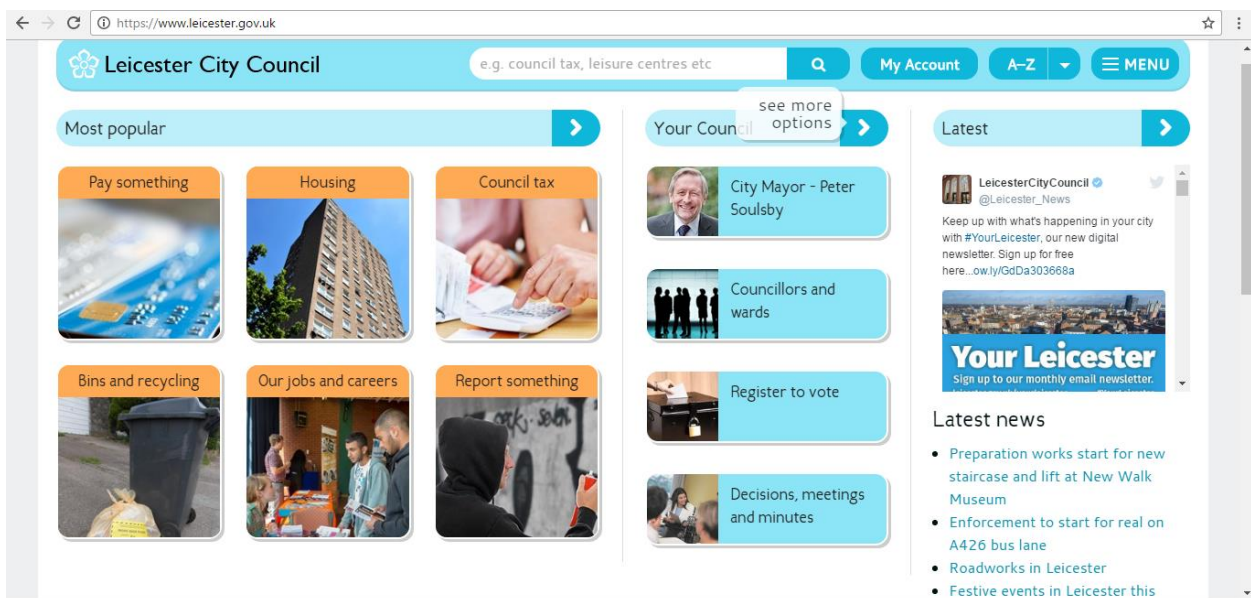 https://www.leicester.gov.uk
Leicester City Council
e.g. council tax, leisure centres etc
My Account
A–Z
MENU
Most popular
Pay something
Housing
Council tax
Bins and recycling
Our jobs and careers
Report something
Your Council
see more
options
City Mayor - Peter
Soulsby
Councillors and
wards
Register to vote
Decisions, meetings
and minutes
Latest
LeicesterCityCouncil
@Leicester_News
Keep up with what's happening in your city
with #YourLeicester, our new digital
newsletter. Sign up for free
here...ow.ly/GdDa303668a
Your Leicester
Sign up to our monthly email newsletter.
Latest news
Preparation works start for new
staircase and lift at New Walk
Museum
Enforcement to start for real on
A426 bus lane
Roadworks in Leicester
Festive events in Leicester this